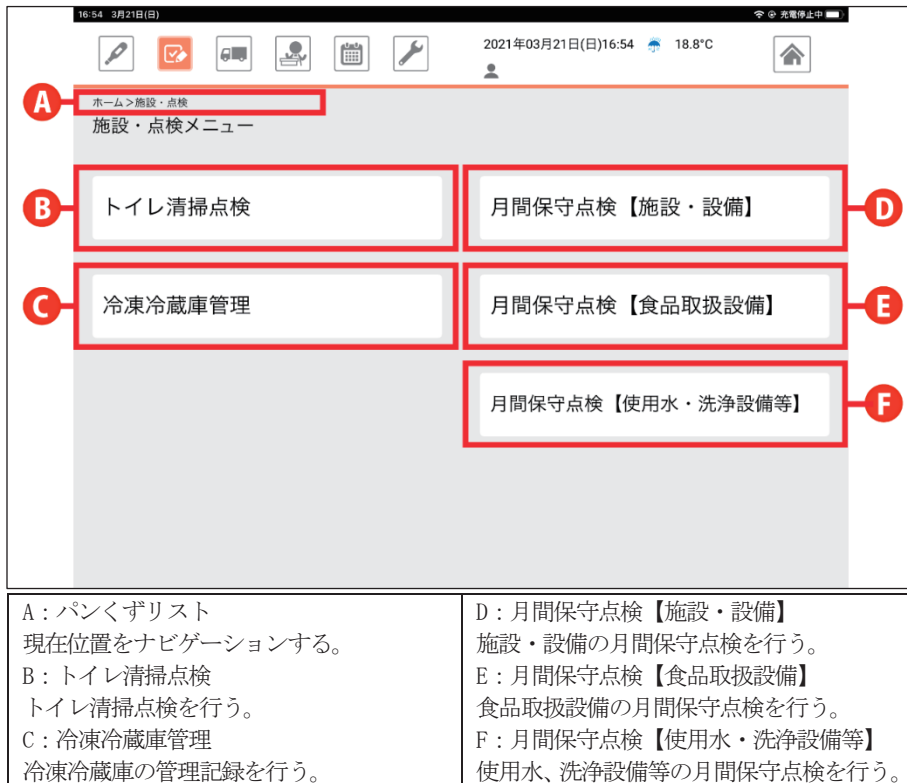 16:54 3月21日(日)
充電停止中
2021年03月21日(日)16:54 18.8°C
A
ホーム>施設・点検
施設・点検メニュー
B
トイレ清掃点検
月間保守点検【施設・設備】
D
C
冷凍冷蔵庫管理
月間保守点検【食品取扱設備】
E
月間保守点検【使用水・洗浄設備等】
F
A：パンくずリスト
現在位置をナビゲーションする。
B：トイレ清掃点検
トイレ清掃点検を行う。
C：冷凍冷蔵庫管理
冷凍冷蔵庫の管理記録を行う。
D：月間保守点検【施設・設備】
施設・設備の月間保守点検を行う。
E：月間保守点検【食品取扱設備】
食品取扱設備の月間保守点検を行う。
F：月間保守点検【使用水・洗浄設備等】
使用水、洗浄設備等の月間保守点検を行う。